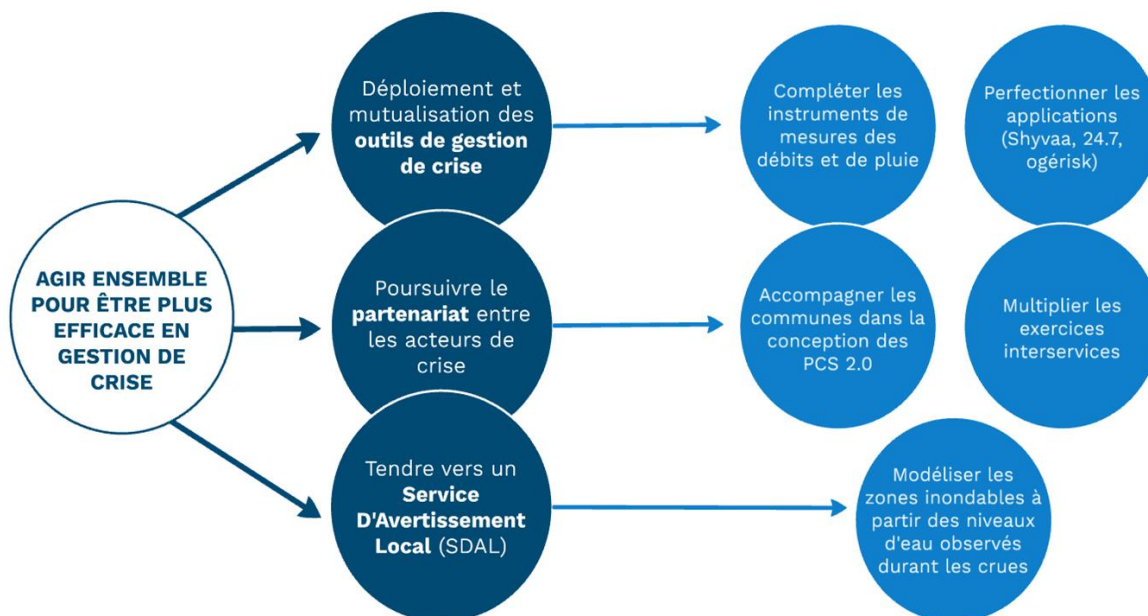 AGIR ENSEMBLE
POUR ÊTRE PLUS
EFFICACE EN
GESTION DE
CRISE
Déploiement et
mutualisation des
outils de gestion
de crise
Compléter les
instruments de
mesures des
débits et de pluie
Perfectionner les
applications
(Shyvaa, 24.7,
ogérisk)
Poursuivre le
partenariat entre
les acteurs de
crise
Accompagner les
communes dans la
conception des
PCS 2.0
Multiplier les
exercices
interservices
Tendre vers un
Service
D'Avertissement
Local (SDAL)
Modéliser les
zones inondables à
partir des niveaux
d'eau observés
durant les crues